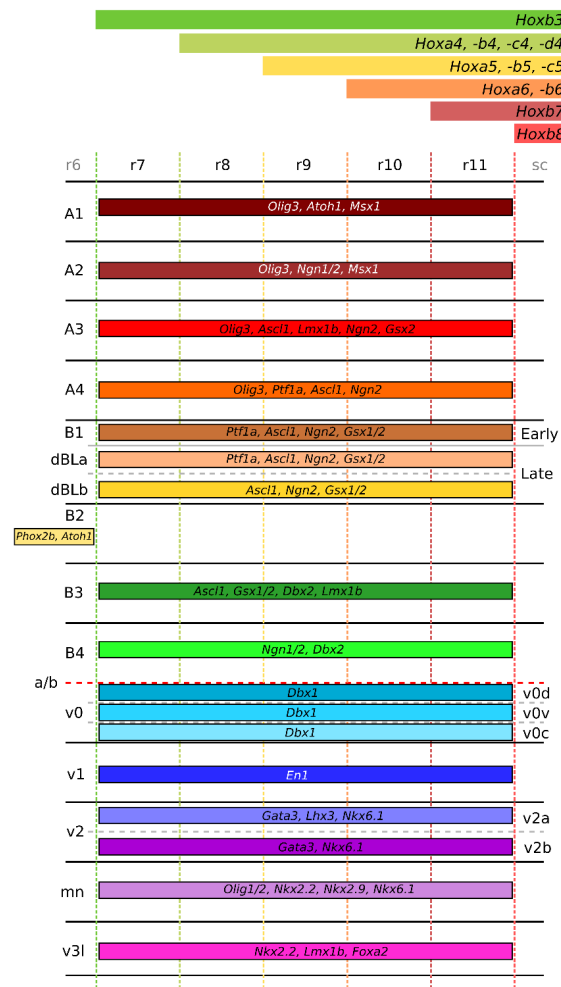 Hoxb3
Hoxa4, -b4, -c4, -d4
Hoxa5, -b5, -c5
Hoxa6, -b6
Hoxb7
Hoxb8
r6 r7 r8 r9 r10 r11 sc
A1 Olig3, Atoh1, Msx1
A2 Olig3, Ngn1/2, Msx1
A3 Olig3, Ascl1, Lmx1b, Ngn2, Gsx2
A4 Olig3, Ptf1a, Ascl1, Ngn2
B1 Ptf1a, Ascl1, Ngn2, Gsx1/2 Early
dBLa Ptf1a, Ascl1, Ngn2, Gsx1/2
Late
dBLb Ascl1, Ngn2, Gsx1/2
B2
Phox2b, Atoh1
B3 Ascl1, Gsx1/2, Dbx2, Lmx1b
B4 Ngn1/2, Dbx2
a/b
Dbx1 v0d
v0 Dbx1 v0v
Dbx1 v0c
v1 En1
Gata3, Lhx3, Nkx6.1 v2a
v2
Gata3, Nkx6.1 v2b
mn Olig1/2, Nkx2.2, Nkx2.9, Nkx6.1
v3l Nkx2.2, Lmx1b, Foxa2